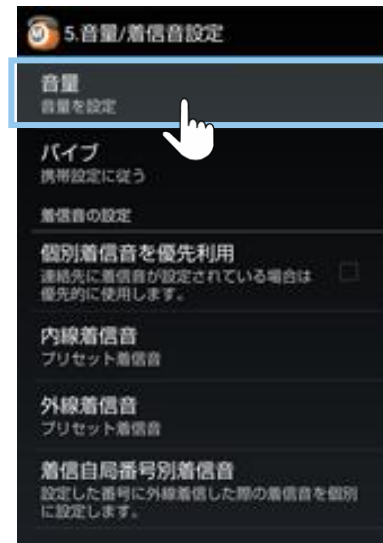 5.音量/着信音設定
音量
音量を設定
バイブ
携帯設定に従う
着信音の設定
個別着信音を優先利用
連絡先に着信音が設定されている場合は
優先的に使用します。
内線着信音
プリセット着信音
外線着信音
プリセット着信音
着信自局番号別着信音
設定した番号に外線着信した際の着信音を個別
に設定します。